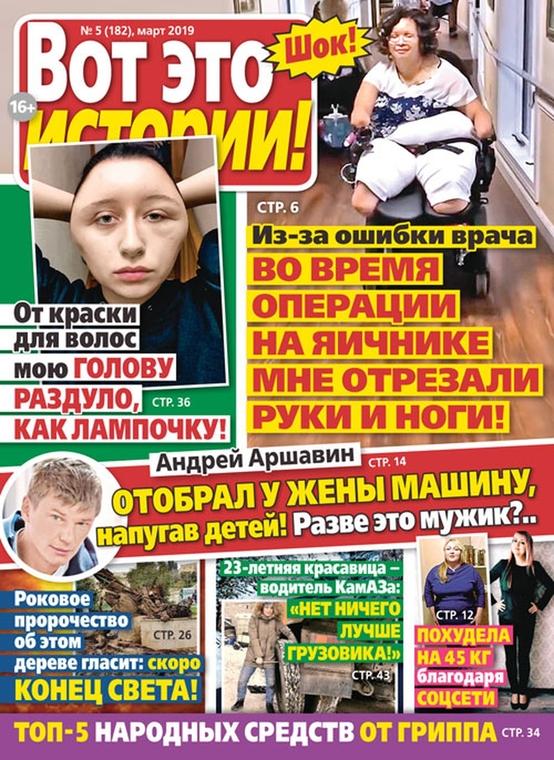 № 5 (182), март 2019
Вот это
истории!
Шок!
16+
СТР. 6
Из-за ошибки врача
ВО ВРЕМЯ
ОПЕРАЦИИ
НА ЯИЧНИКЕ
МНЕ ОТРЕЗАЛИ
РУКИ И НОГИ!
От краски
для волос
мою ГОЛОВУ
РАЗДУЛО, СТР. 36
КАК ЛАМПОЧКУ!
Андрей Аршавин СТР. 14
ОТОБРАЛ У ЖЕНЫ МАШИНУ,
напугав детей! Разве это мужик?..
Роковое
пророчество
об этом СТР. 26
дереве гласит: скоро
КОНЕЦ СВЕТА!
23-летняя красавица –
водитель КамАЗа:
«НЕТ НИЧЕГО
ЛУЧШЕ
ГРУЗОВИКА!»
СТР. 43
СТР. 12
ПОХУДЕЛА
НА 45 КГ
благодаря
СОЦСЕТИ
ТОП-5 НАРОДНЫХ СРЕДСТВ ОТ ГРИППА СТР. 34